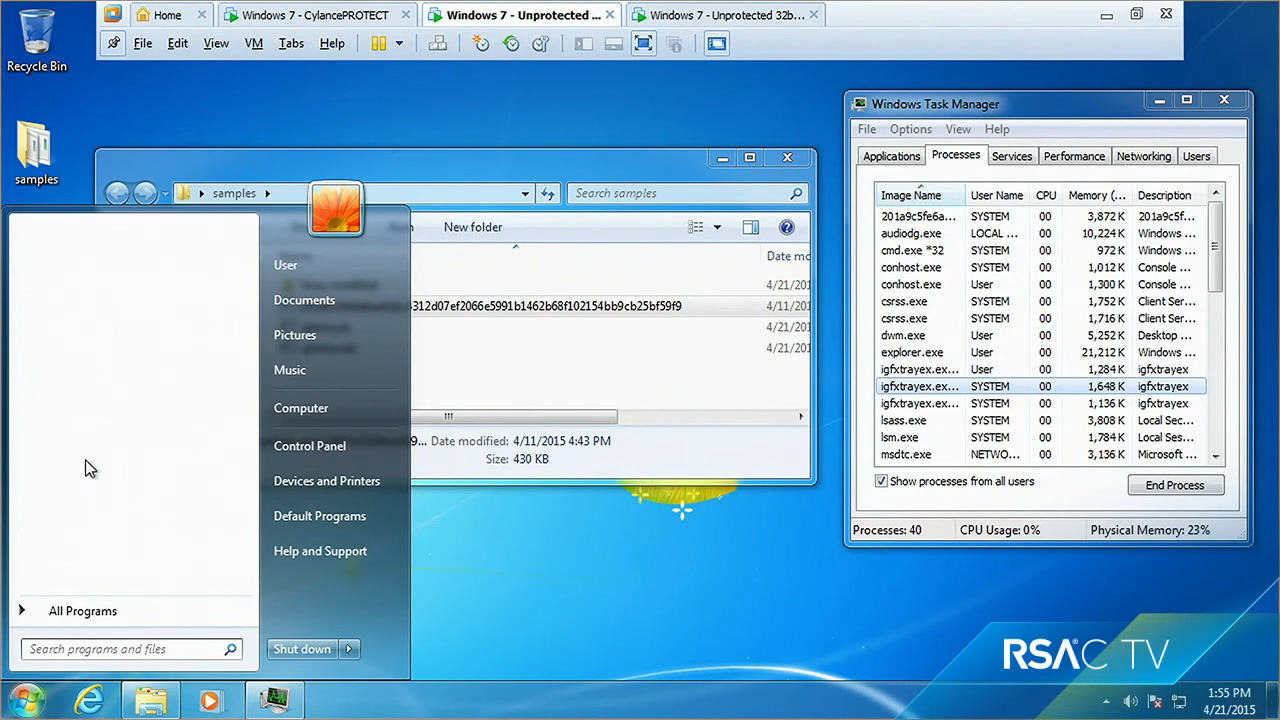 Home
Windows 7 - CylancePROTECT
Windows 7 - Unprotected ...
Windows 7 - Unprotected 32b...
File Edit View VM Tabs Help
Recycle Bin
samples
Windows Task Manager
File Options View Help
Applications Processes Services Performance Networking Users
Image Name User Name CPU Memory (... Description
201a9c5fe6a... SYSTEM 00 3,872 K 201a9c5f...
audiodg.exe LOCAL ... 00 10,224 K Windows ...
cmd.exe *32 SYSTEM 00 972 K Windows ...
conhost.exe SYSTEM 00 1,012 K Console ...
conhost.exe User 00 1,300 K Console ...
csrss.exe SYSTEM 00 1,752 K Client Ser...
csrss.exe SYSTEM 00 1,716 K Client Ser...
dwm.exe User 00 5,252 K Desktop ...
explorer.exe User 00 21,212 K Windows ...
igfxtrayex.ex... User 00 1,284 K igfxtrayex
igfxtrayex.ex... SYSTEM 00 1,648 K igfxtrayex
igfxtrayex.ex... SYSTEM 00 1,136 K igfxtrayex
lsass.exe SYSTEM 00 3,808 K Local Sec...
lsm.exe SYSTEM 00 1,784 K Local Ses...
msdtc.exe NETWO... 00 3,136 K Microsoft ...
Show processes from all users
End Process
Processes: 40 CPU Usage: 0% Physical Memory: 23%
samples
Search samples
New folder
Date mo
4/21/201
312d07ef2066e5991b1462b68f102154bb9cb25bf59f9 4/11/201
4/21/201
4/21/201
9... Date modified: 4/11/2015 4:43 PM
Size: 430 KB
User
Documents
Pictures
Music
Computer
Control Panel
Devices and Printers
Default Programs
Help and Support
All Programs
Search programs and files
Shut down
RSAC TV
1:55 PM
4/21/2015